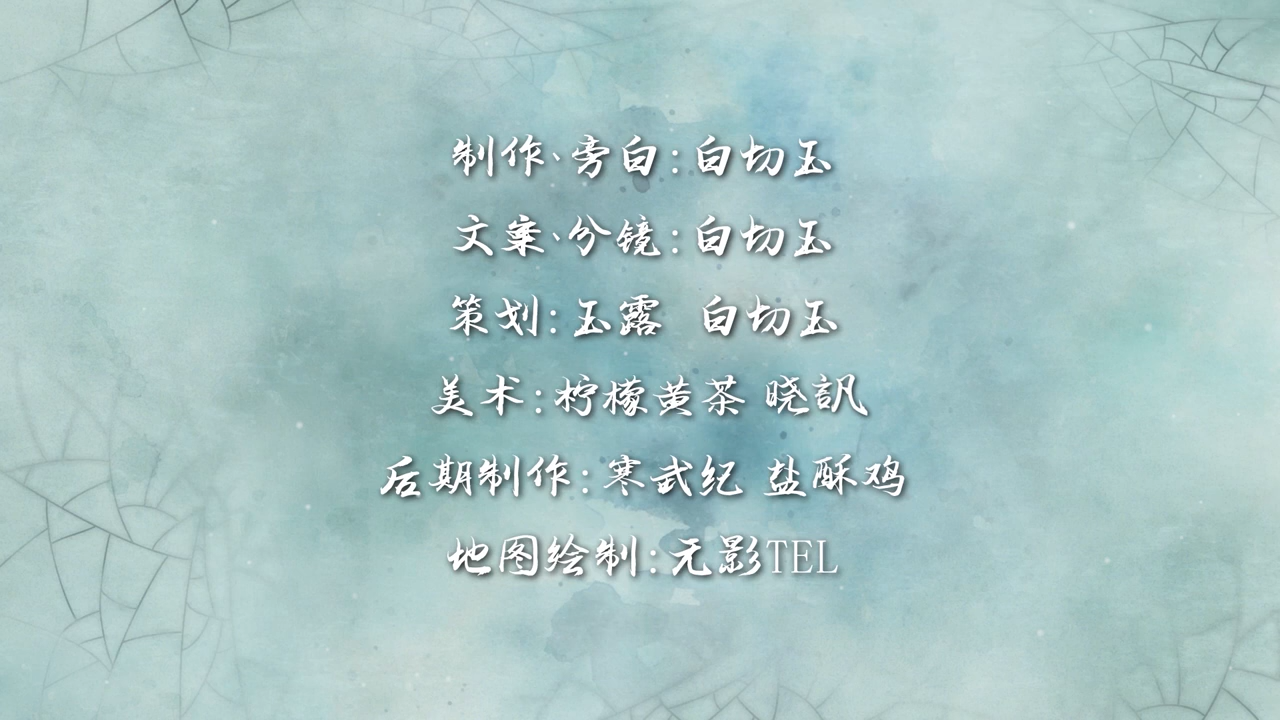 制作、旁白:白切玉
文案、分镜:白切玉
策划:玉露 白切玉
美术:柠檬黄茶 晓訊
后期制作:寒武纪 盐酥鸡
地图绘制:无影TEL